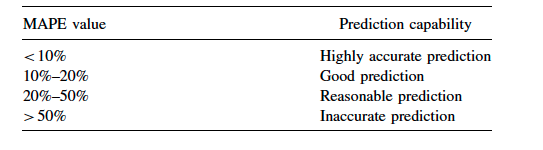 MAPE value Prediction capability
<10% Highly accurate prediction
10%–20% Good prediction
20%–50% Reasonable prediction
>50% Inaccurate prediction